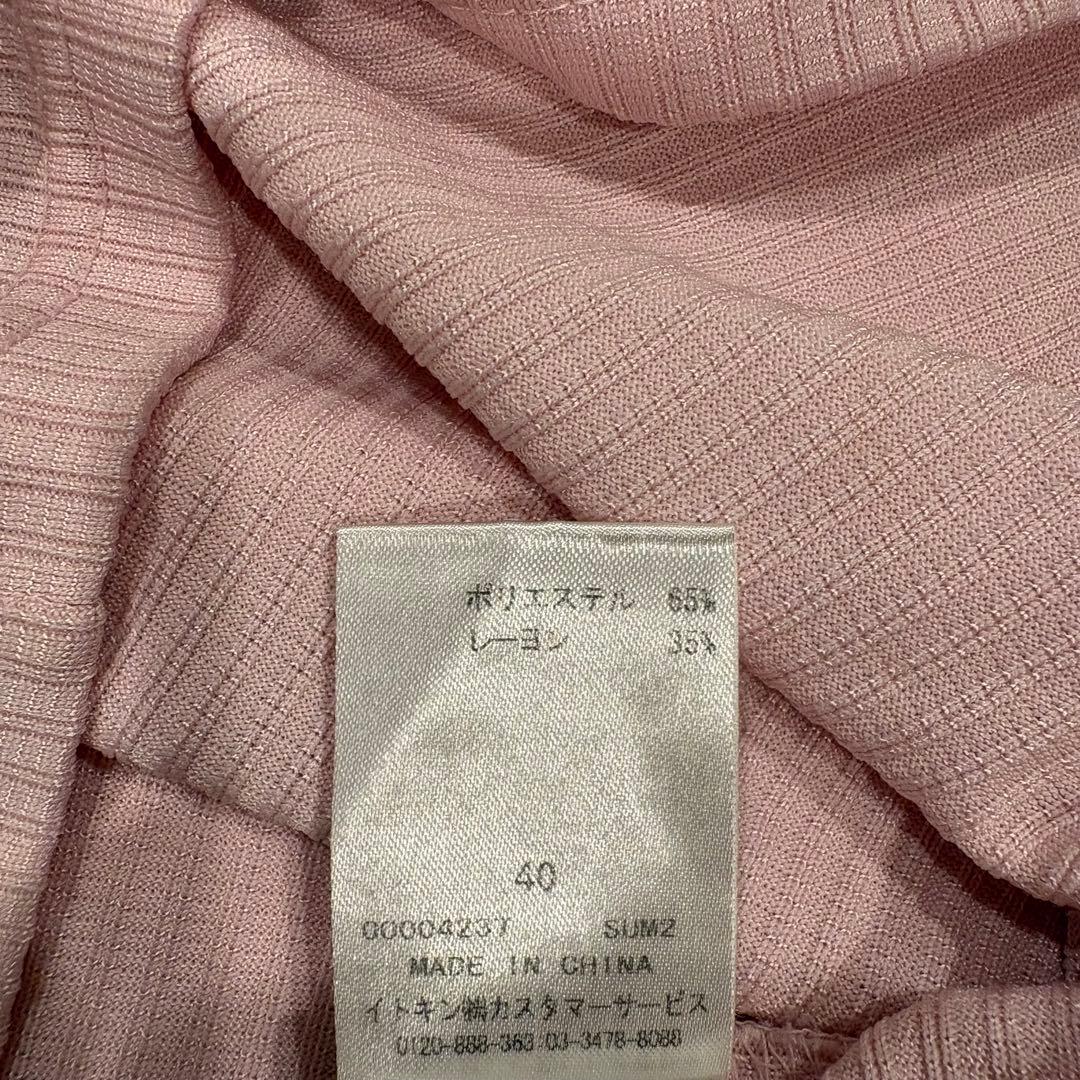 ポリエステル 65%
レーヨン 35%
40
00004237 SUM2
MADE IN CHINA
イトキン㈱カスタマーサービス
0120-888-363 03-3478-8088